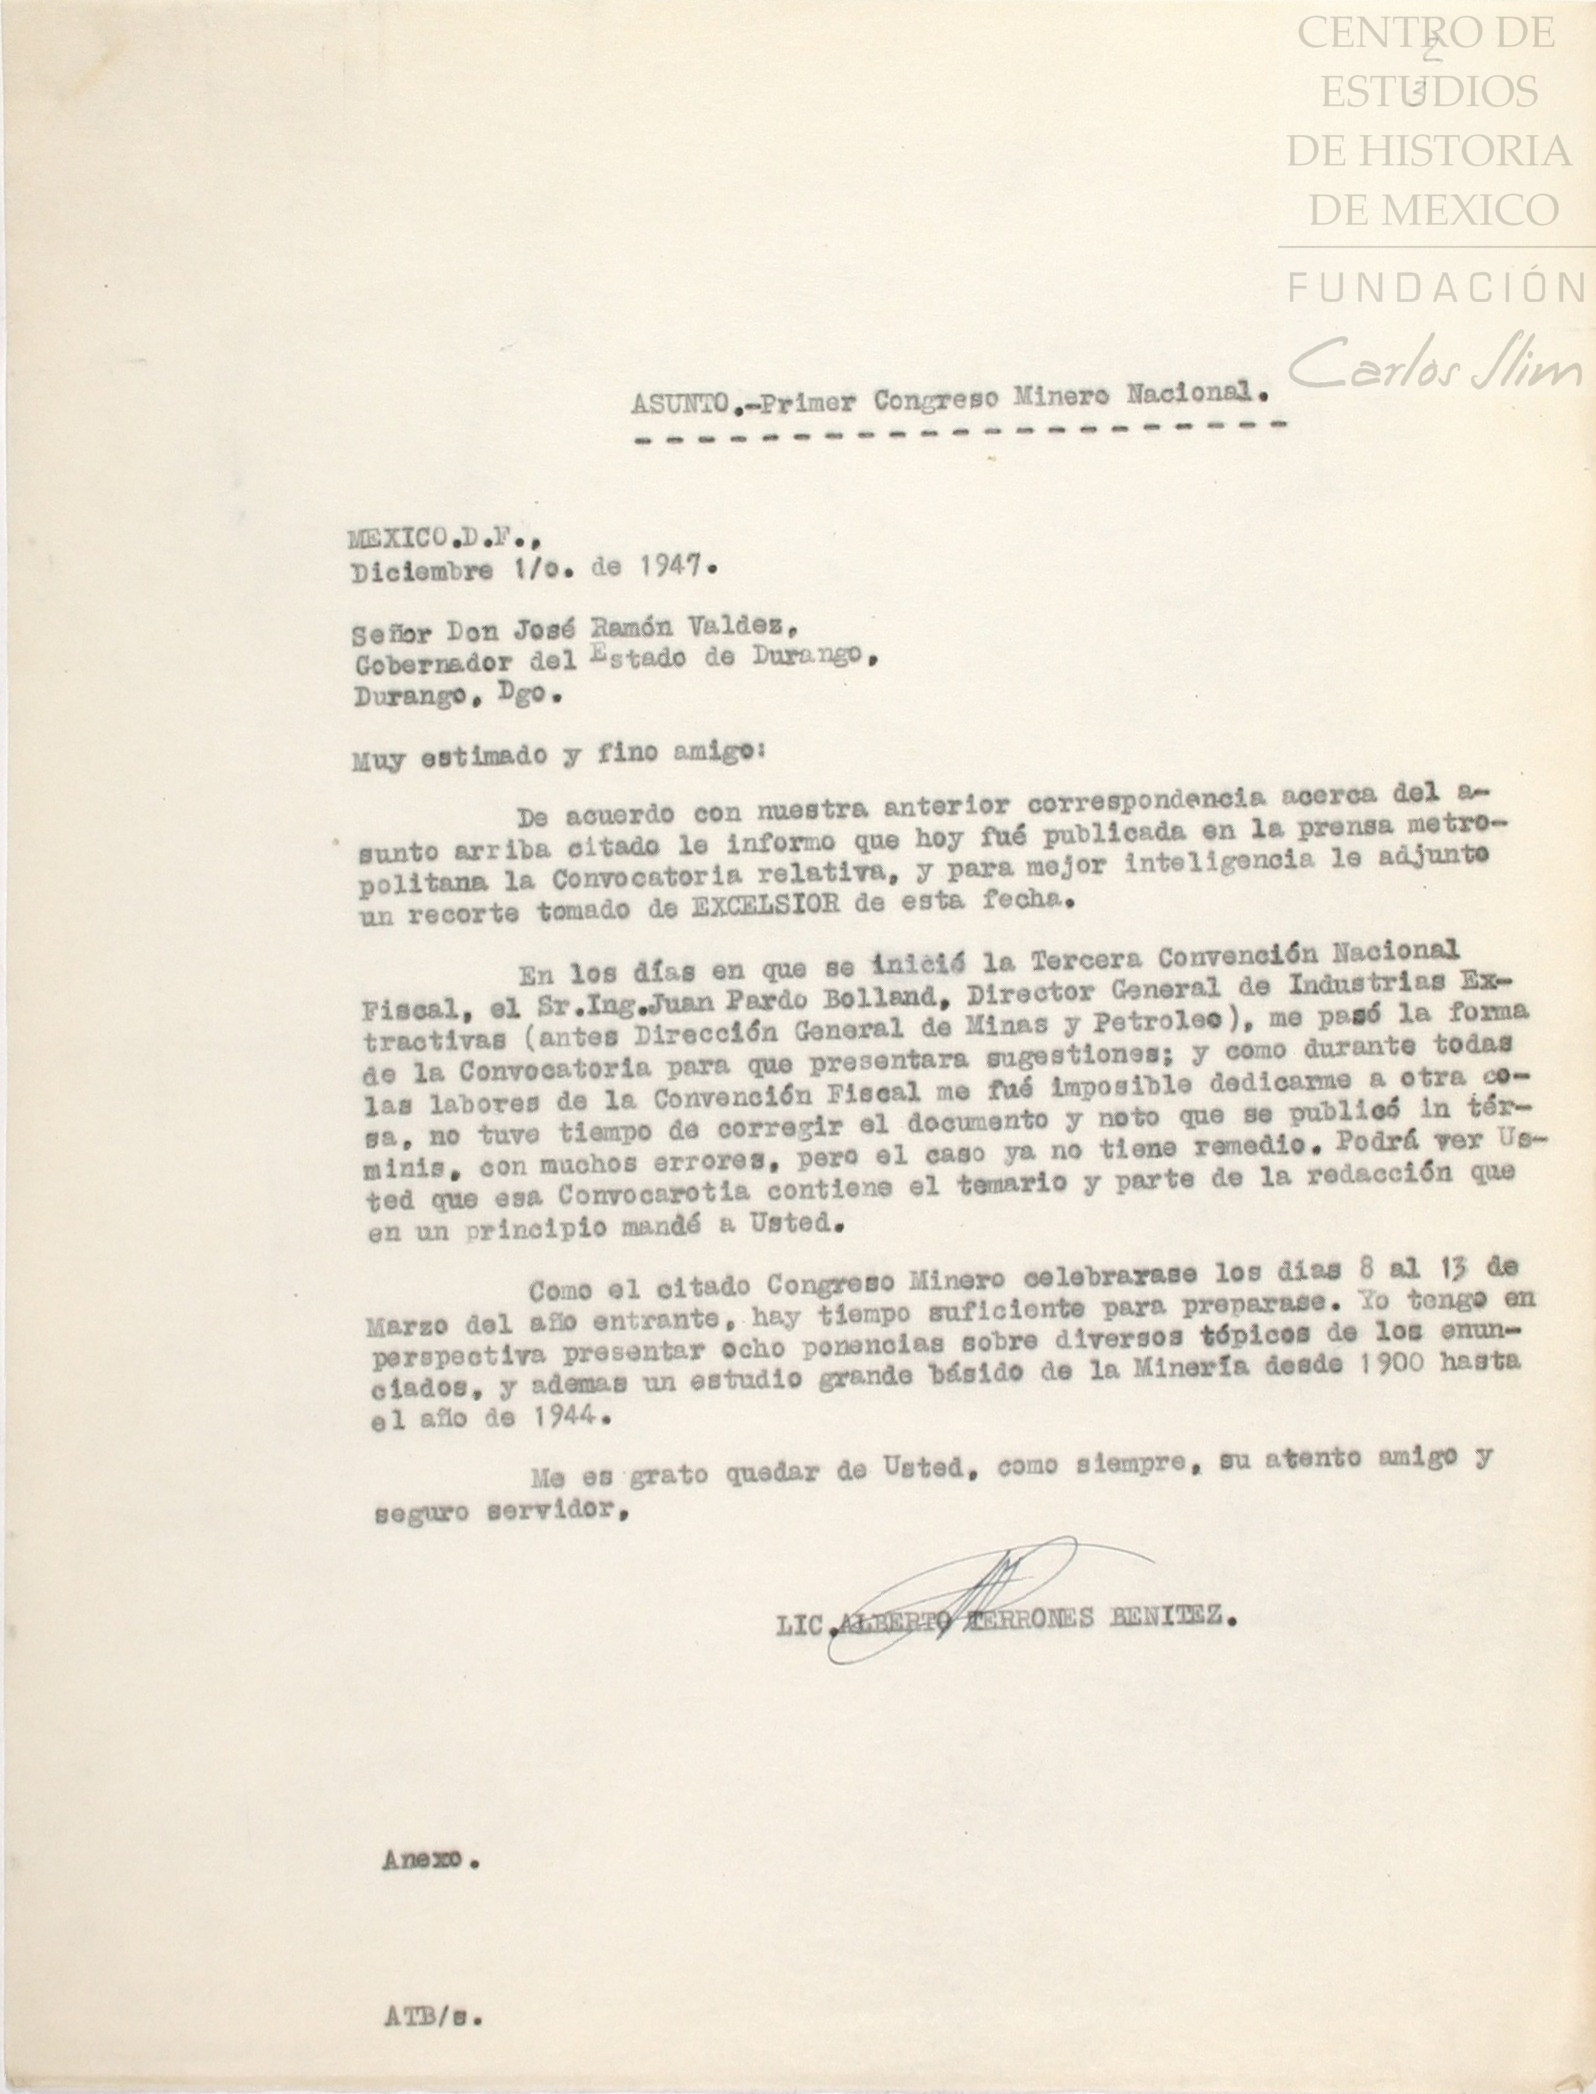 CENTRO DE
ESTUDIOS
DE HISTORIA
DE MEXICO
FUNDACIÓN
Carlos Slim
2
3
ASUNTO.-Primer Congreso Minero Nacional.
MEXICO.D.F.,
Diciembre 1/o. de 1947.
Señor Don José Ramón Valdez,
Gobernador del Estado de Durango,
Durango, Dgo.
Muy estimado y fino amigo:
De acuerdo con nuestra anterior correspondencia acerca del a-
sunto arriba citado le informo que hoy fué publicada en la prensa metro-
politana la Convocatoria relativa, y para mejor inteligencia le adjunto
un recorte tomado de EXCELSIOR de esta fecha.
En los días en que se inició la Tercera Convención Nacional
Fiscal, el Sr.Ing.Juan Pardo Bolland, Director General de Industrias Ex-
tractivas (antes Dirección General de Minas y Petroleo), me pasó la forma
de la Convocatoria para que presentara sugestiones; y como durante todas
las labores de la Convención Fiscal me fué imposible dedicarme a otra co-
sa, no tuve tiempo de corregir el documento y noto que se publicó in tér-
minis, con muchos errores, pero el caso ya no tiene remedio. Podrá ver Us-
ted que esa Convocarotia contiene el temario y parte de la redacción que
en un principio mandé a Usted.
Como el citado Congreso Minero celebrarase los dias 8 al 13 de
Marzo del año entrante, hay tiempo suficiente para preparase. Yo tengo en
perspectiva presentar ocho ponencias sobre diversos tópicos de los enun-
ciados, y ademas un estudio grande básido de la Minería desde 1900 hasta
el año de 1944.
Me es grato quedar de Usted, como siempre, su atento amigo y
seguro servidor,
LIC.ALBERTO TERRONES BENITEZ.
Anexo.
ATB/s.